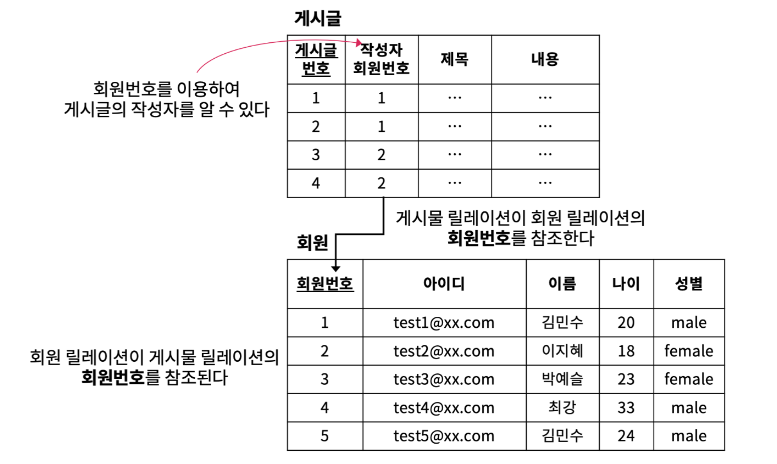 게시글
게시글 번호 작성자 회원번호 제목 내용
1 1 ... ...
2 1 ... ...
3 2 ... ...
4 2 ... ...
회원번호를 이용하여
게시글의 작성자를 알 수 있다
게시물 릴레이션이 회원 릴레이션의
회원번호를 참조한다
회원
회원번호 아이디 이름 나이 성별
1 test1@xx.com 김민수 20 male
2 test2@xx.com 이지혜 18 female
3 test3@xx.com 박예슬 23 female
4 test4@xx.com 최강 33 male
5 test5@xx.com 김민수 24 male
회원 릴레이션이 게시물 릴레이션의
회원번호를 참조된다